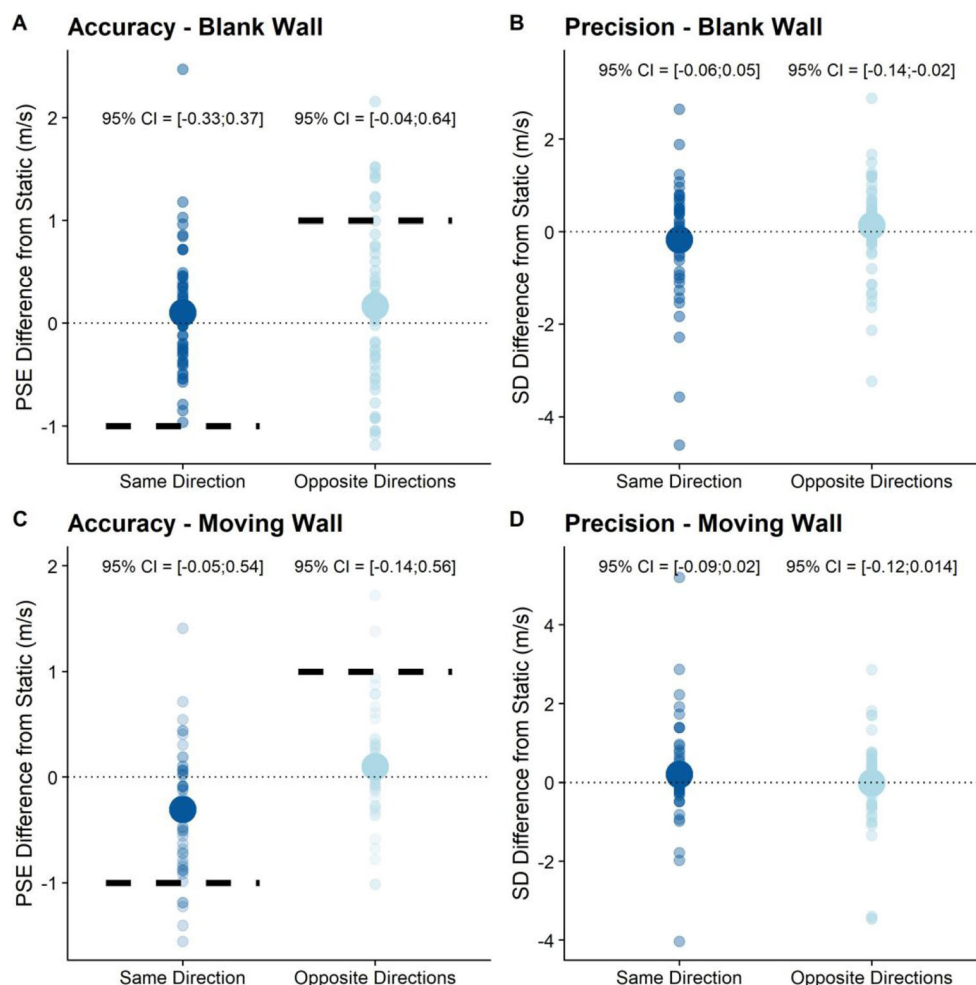 A Accuracy - Blank Wall
PSE Difference from Static (m/s)
2
1
0
-1
95% CI = [-0.33;0.37] 95% CI = [-0.04;0.64]
Same Direction Opposite Directions
B Precision - Blank Wall
SD Difference from Static (m/s)
2
0
-2
-4
95% CI = [-0.06;0.05] 95% CI = [-0.14;-0.02]
Same Direction Opposite Directions
C Accuracy - Moving Wall
PSE Difference from Static (m/s)
2
1
0
-1
95% CI = [-0.05;0.54] 95% CI = [-0.14;0.56]
Same Direction Opposite Directions
D Precision - Moving Wall
SD Difference from Static (m/s)
4
2
0
-2
-4
95% CI = [-0.09;0.02] 95% CI = [-0.12;0.014]
Same Direction Opposite Directions